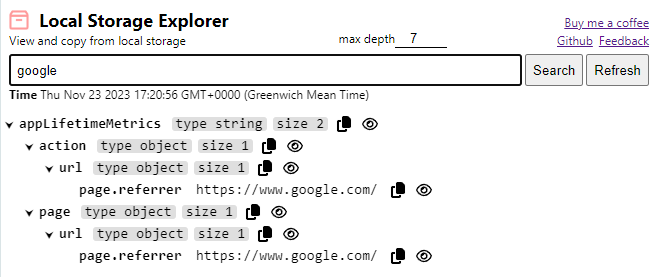 Local Storage Explorer
Buy me a coffee
View and copy from local storage
max depth 7
Github Feedback
google
Search Refresh
Time Thu Nov 23 2023 17:20:56 GMT+0000 (Greenwich Mean Time)
appLifetimeMetrics type string size 2
action type object size 1
url type object size 1
page.referrer https://www.google.com/
page type object size 1
url type object size 1
page.referrer https://www.google.com/